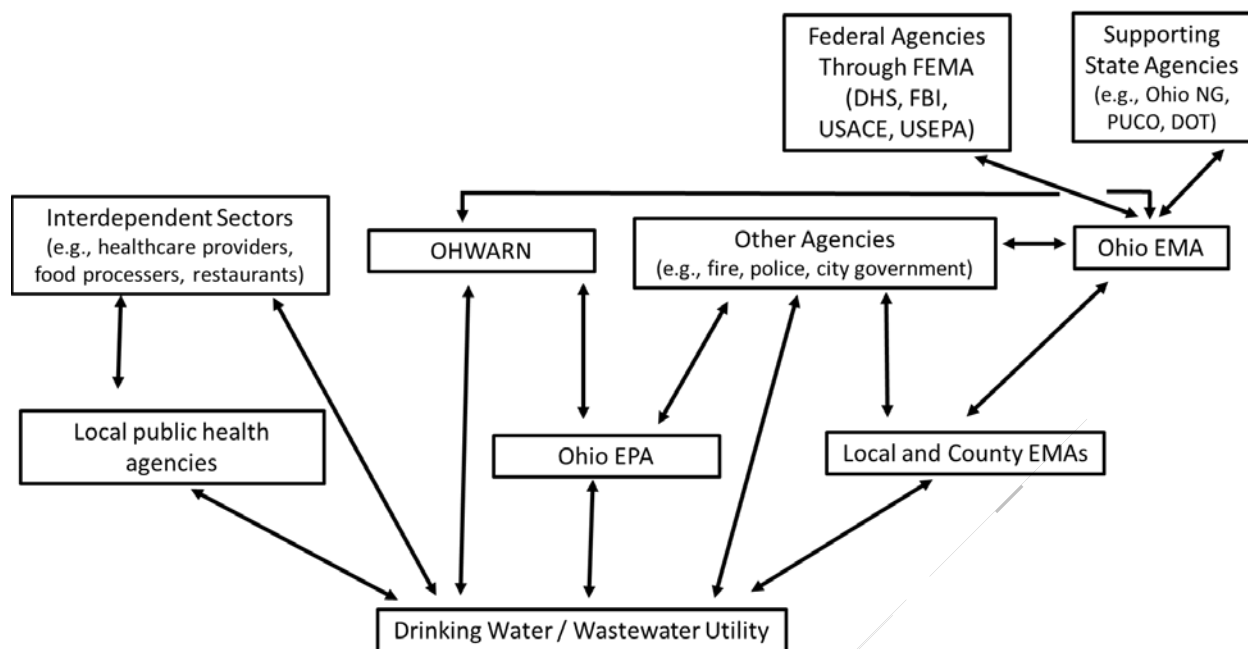 Federal Agencies
Through FEMA
(DHS, FBI,
USACE, USEPA)
Supporting
State Agencies
(e.g., Ohio NG,
PUCO, DOT)
Interdependent Sectors
(e.g., healthcare providers,
food processers, restaurants)
OHWARN
Other Agencies
(e.g., fire, police, city government)
Ohio EMA
Local public health
agencies
Ohio EPA
Local and County EMAs
Drinking Water / Wastewater Utility